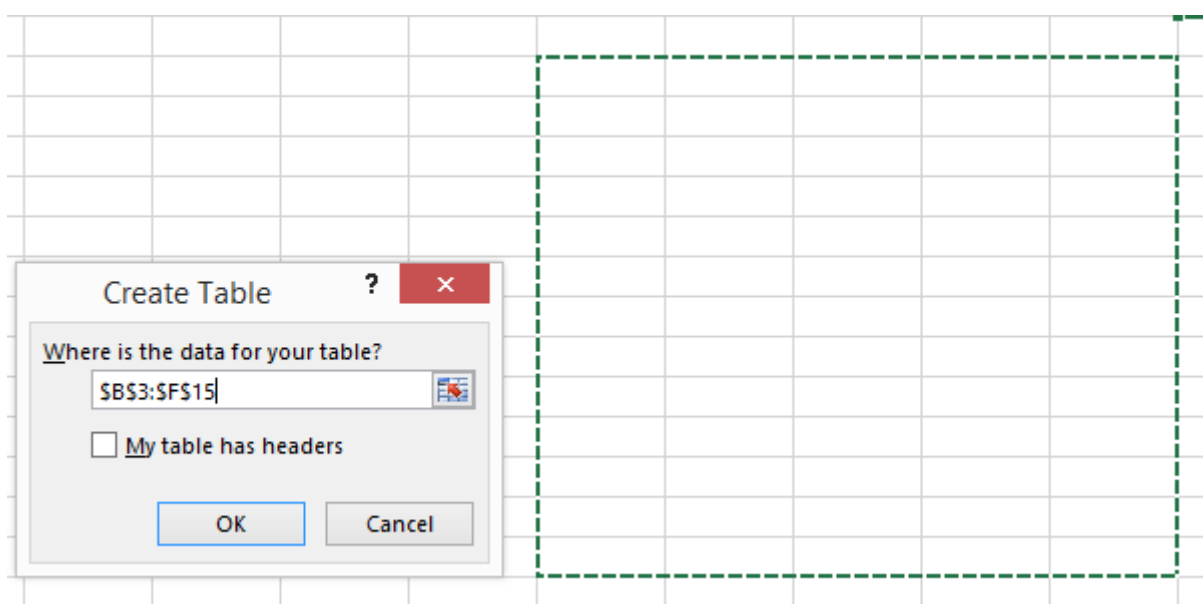 Create Table ?
Where is the data for your table?
$B$3:$F$15
My table has headers
OK Cancel